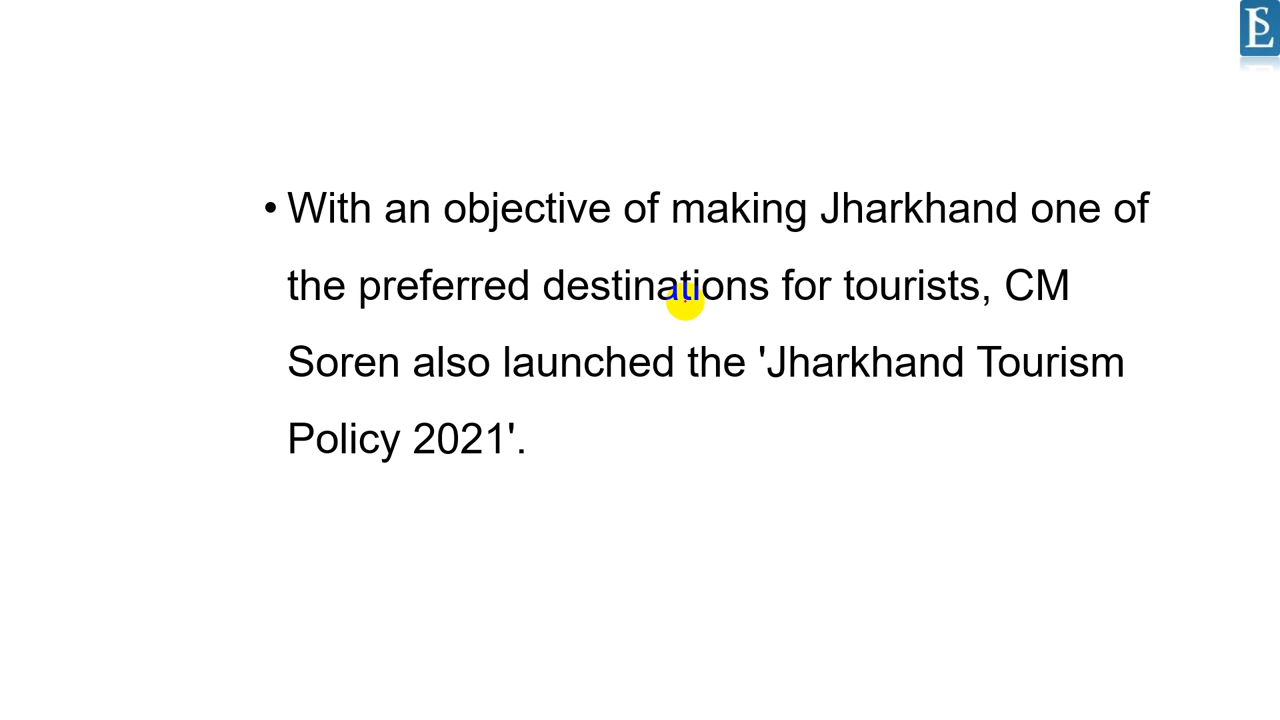 • With an objective of making Jharkhand one of
the preferred destinations for tourists, CM
Soren also launched the 'Jharkhand Tourism
Policy 2021'.